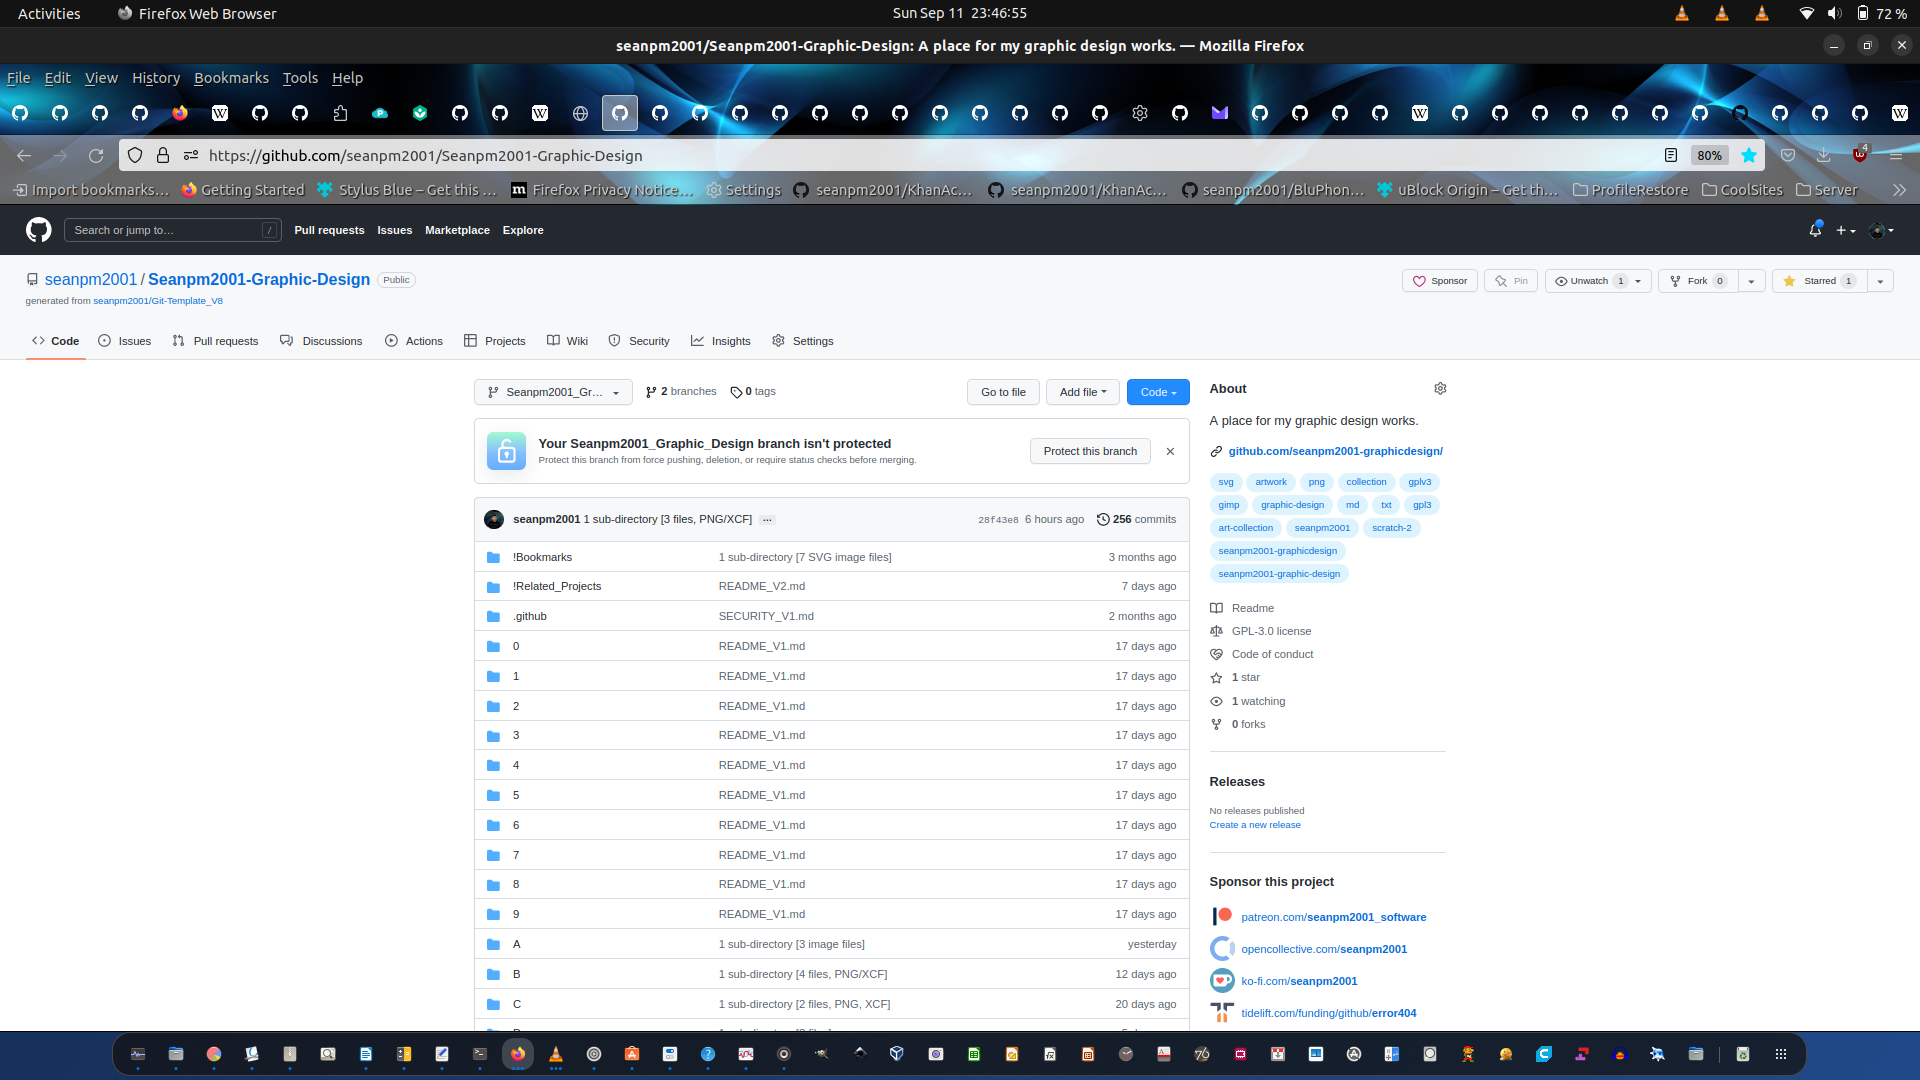 Activities Firefox Web Browser Sun Sep 11 23:46:55 72 %
seanpm2001/Seanpm2001-Graphic-Design: A place for my graphic design works. — Mozilla Firefox
File Edit View History Bookmarks Tools Help
https://github.com/seanpm2001/Seanpm2001-Graphic-Design 80% 4
Import bookmarks… Getting Started Stylus Blue – Get this … Firefox Privacy Notice… Settings seanpm2001/KhanAc… seanpm2001/KhanAc… seanpm2001/BluPhon… uBlock Origin – Get th… ProfileRestore CoolSites Server
Search or jump to… / Pull requests Issues Marketplace Explore
seanpm2001 / Seanpm2001-Graphic-Design Public Sponsor Pin Unwatch 1 Fork 0 Starred 1
generated from seanpm2001/Git-Template_V8
Code Issues Pull requests Discussions Actions Projects Wiki Security Insights Settings
Seanpm2001_Gr… 2 branches 0 tags Go to file Add file Code
Your Seanpm2001_Graphic_Design branch isn't protected
Protect this branch from force pushing, deletion, or require status checks before merging.
Protect this branch
seanpm2001 1 sub-directory [3 files, PNG/XCF] … 28f43e8 6 hours ago 256 commits
!Bookmarks 1 sub-directory [7 SVG image files] 3 months ago
!Related_Projects README_V2.md 7 days ago
.github SECURITY_V1.md 2 months ago
0 README_V1.md 17 days ago
1 README_V1.md 17 days ago
2 README_V1.md 17 days ago
3 README_V1.md 17 days ago
4 README_V1.md 17 days ago
5 README_V1.md 17 days ago
6 README_V1.md 17 days ago
7 README_V1.md 17 days ago
8 README_V1.md 17 days ago
9 README_V1.md 17 days ago
A 1 sub-directory [3 image files] yesterday
B 1 sub-directory [4 files, PNG/XCF] 12 days ago
C 1 sub-directory [2 files, PNG, XCF] 20 days ago
About
A place for my graphic design works.
github.com/seanpm2001-graphicdesign/
svg artwork png collection gplv3
gimp graphic-design md txt gpl3
art-collection seanpm2001 scratch-2
seanpm2001-graphicdesign
seanpm2001-graphic-design
Readme
GPL-3.0 license
Code of conduct
1 star
1 watching
0 forks
Releases
No releases published
Create a new release
Sponsor this project
patreon.com/seanpm2001_software
opencollective.com/seanpm2001
ko-fi.com/seanpm2001
tidelift.com/funding/github/error404